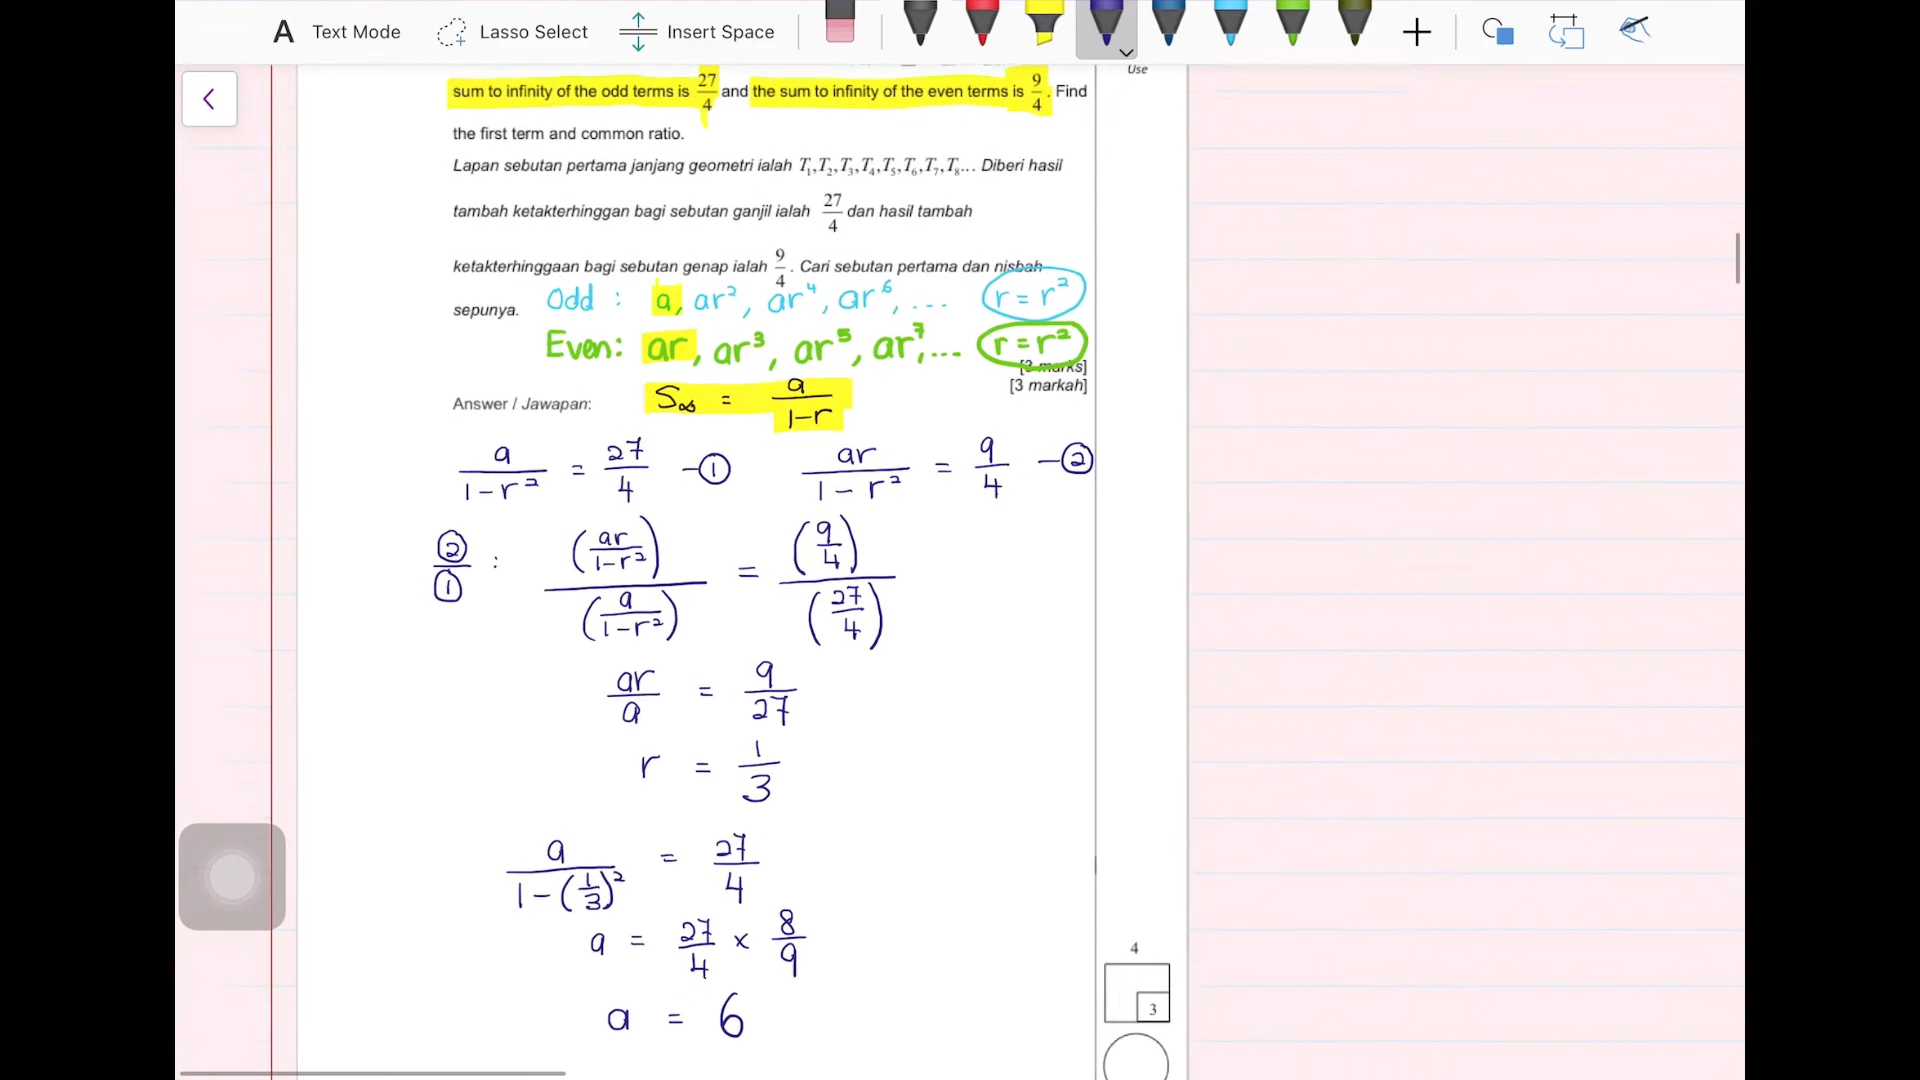 A Text Mode Lasso Select Insert Space
Use
sum to infinity of the odd terms is 27/4 and the sum to infinity of the even terms is 9/4 . Find
the first term and common ratio.
Lapan sebutan pertama janjang geometri ialah T₁,T₂,T₃,T₄,T₅,T₆,T₇,T₈... Diberi hasil
tambah ketakterhinggan bagi sebutan ganjil ialah 27/4 dan hasil tambah
ketakterhinggaan bagi sebutan genap ialah 9/4 . Cari sebutan pertama dan nisbah
sepunya.
Odd : a, ar², ar⁴, ar⁶, ... r = r²
Even: ar, ar³, ar⁵, ar⁷, ... r = r²
[3 marks]
[3 markah]
Answer / Jawapan:
S∞ = a/(1-r)
a/(1-r²) = 27/4 -① ar/(1-r²) = 9/4 -②
②/① : (ar/(1-r²))/(a/(1-r²)) = (9/4)/(27/4)
ar/a = 9/27
r = 1/3
a/(1-(1/3)²) = 27/4
a = 27/4 × 8/9
a = 6
4
3